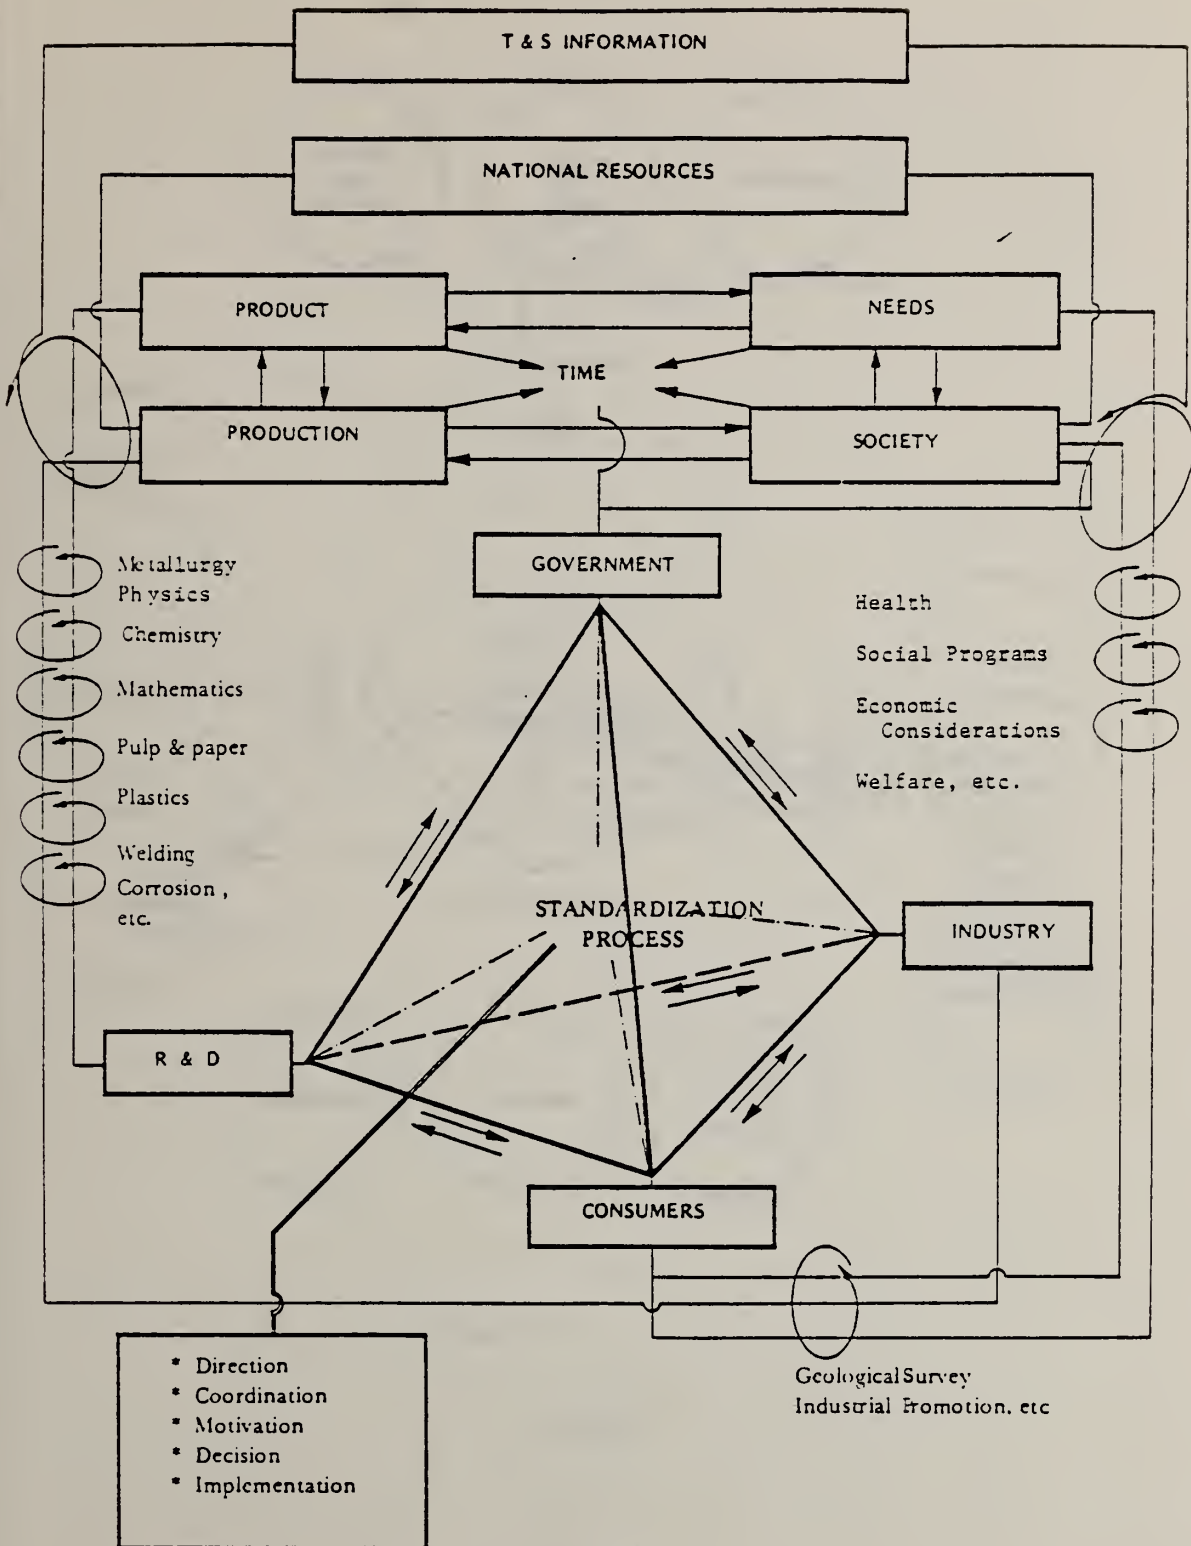 T & S INFORMATION
NATIONAL RESOURCES
PRODUCT
NEEDS
TIME
PRODUCTION
SOCIETY
GOVERNMENT
Metallurgy
Physics
Chemistry
Mathematics
Pulp & paper
Plastics
Welding
Corrosion ,
etc.
Health
Social Programs
Economic
Considerations
Welfare, etc.
STANDARDIZATION
PROCESS
INDUSTRY
R & D
CONSUMERS
* Direction
* Coordination
* Motivation
* Decision
* Implementation
Geological Survey
Industrial Promotion, etc